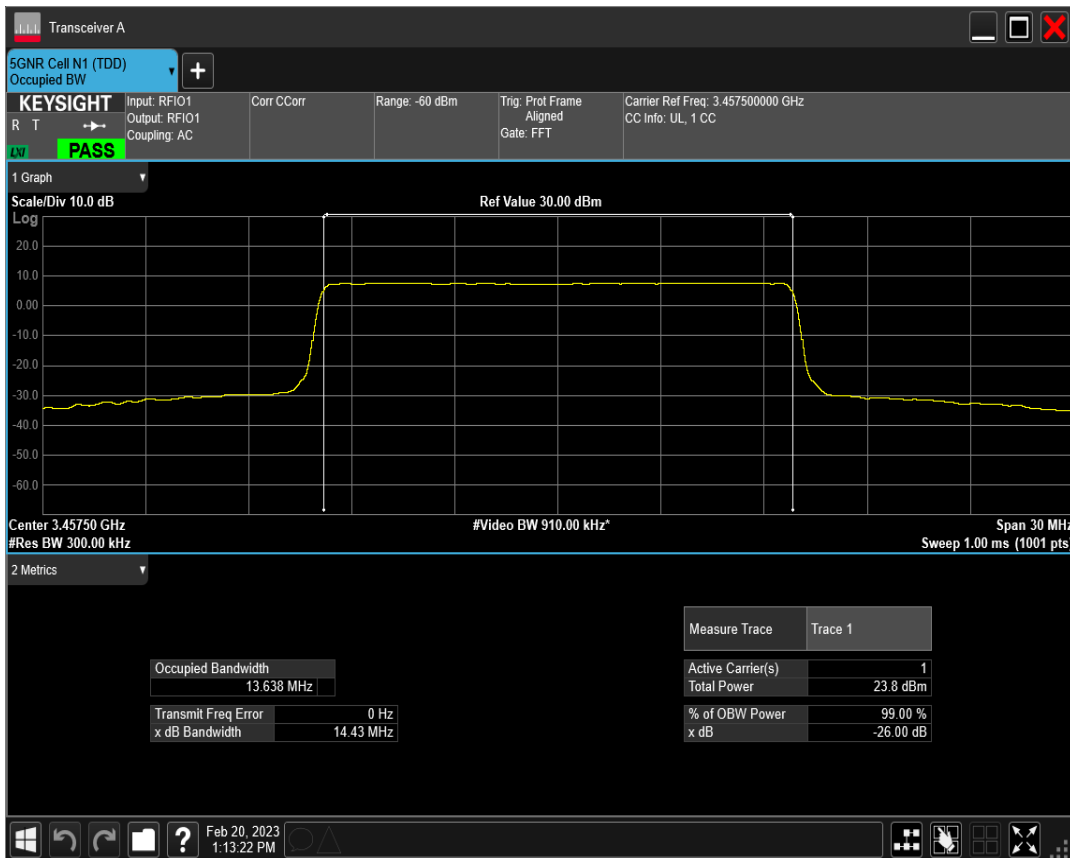 Transceiver A
5GNR Cell N1 (TDD)
Occupied BW
KEYSIGHT
R T
LXI
PASS
Input: RFIO1
Output: RFIO1
Coupling: AC
Corr CCorr
Range: -60 dBm
Trig: Prot Frame
Aligned
Gate: FFT
Carrier Ref Freq: 3.457500000 GHz
CC Info: UL, 1 CC
1 Graph
Scale/Div 10.0 dB
Ref Value 30.00 dBm
Log
20.0
10.0
0.00
-10.0
-20.0
-30.0
-40.0
-50.0
-60.0
Center 3.45750 GHz
#Video BW 910.00 kHz*
Span 30 MHz
#Res BW 300.00 kHz
Sweep 1.00 ms (1001 pts)
2 Metrics
Measure Trace Trace 1
Occupied Bandwidth
13.638 MHz
Active Carrier(s) 1
Total Power 23.8 dBm
Transmit Freq Error 0 Hz
x dB Bandwidth 14.43 MHz
% of OBW Power 99.00 %
x dB -26.00 dB
?
Feb 20, 2023
1:13:22 PM